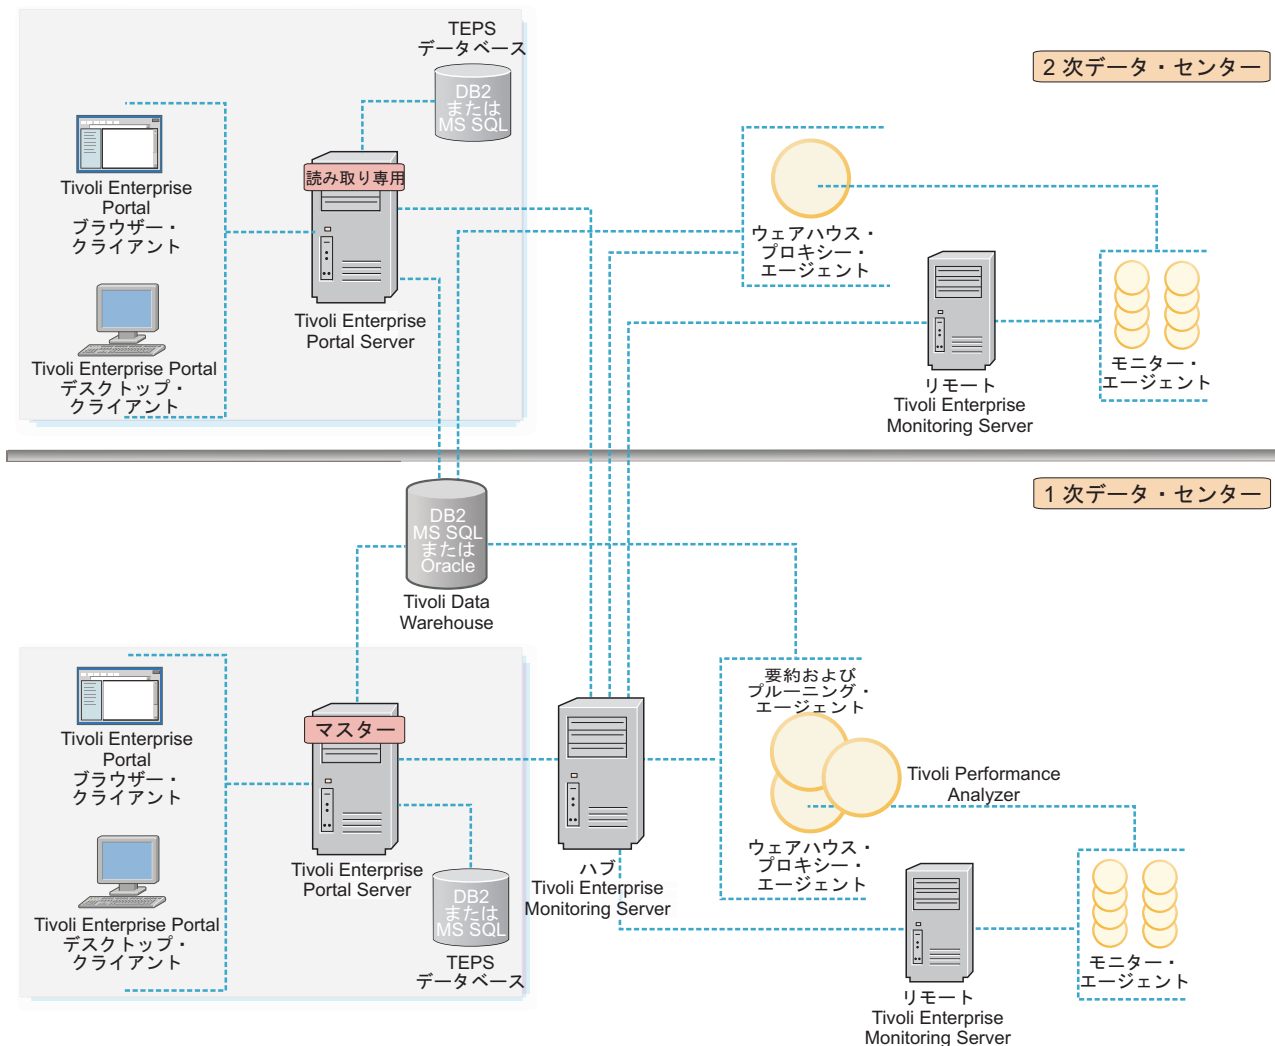 TEPS
データベース
DB2
または
MS SQL
2 次データ・センター
読み取り専用
Tivoli Enterprise
Portal
ブラウザー・
クライアント
Tivoli Enterprise
Portal Server
Tivoli Enterprise Portal
デスクトップ・
クライアント
ウェアハウス・
プロキシー・
エージェント
リモート
Tivoli Enterprise
Monitoring Server
モニター・
エージェント
1 次データ・センター
DB2
MS SQL
または
Oracle
Tivoli Data
Warehouse
Tivoli Enterprise
Portal
ブラウザー・
クライアント
マスター
Tivoli Enterprise
Portal Server
Tivoli Enterprise Portal
デスクトップ・
クライアント
DB2
または
MS SQL
TEPS
データベース
ハブ
Tivoli Enterprise
Monitoring Server
要約および
プルーニング・
エージェント
Tivoli Performance
Analyzer
ウェアハウス・
プロキシー・
エージェント
リモート
Tivoli Enterprise
Monitoring Server
モニター・
エージェント